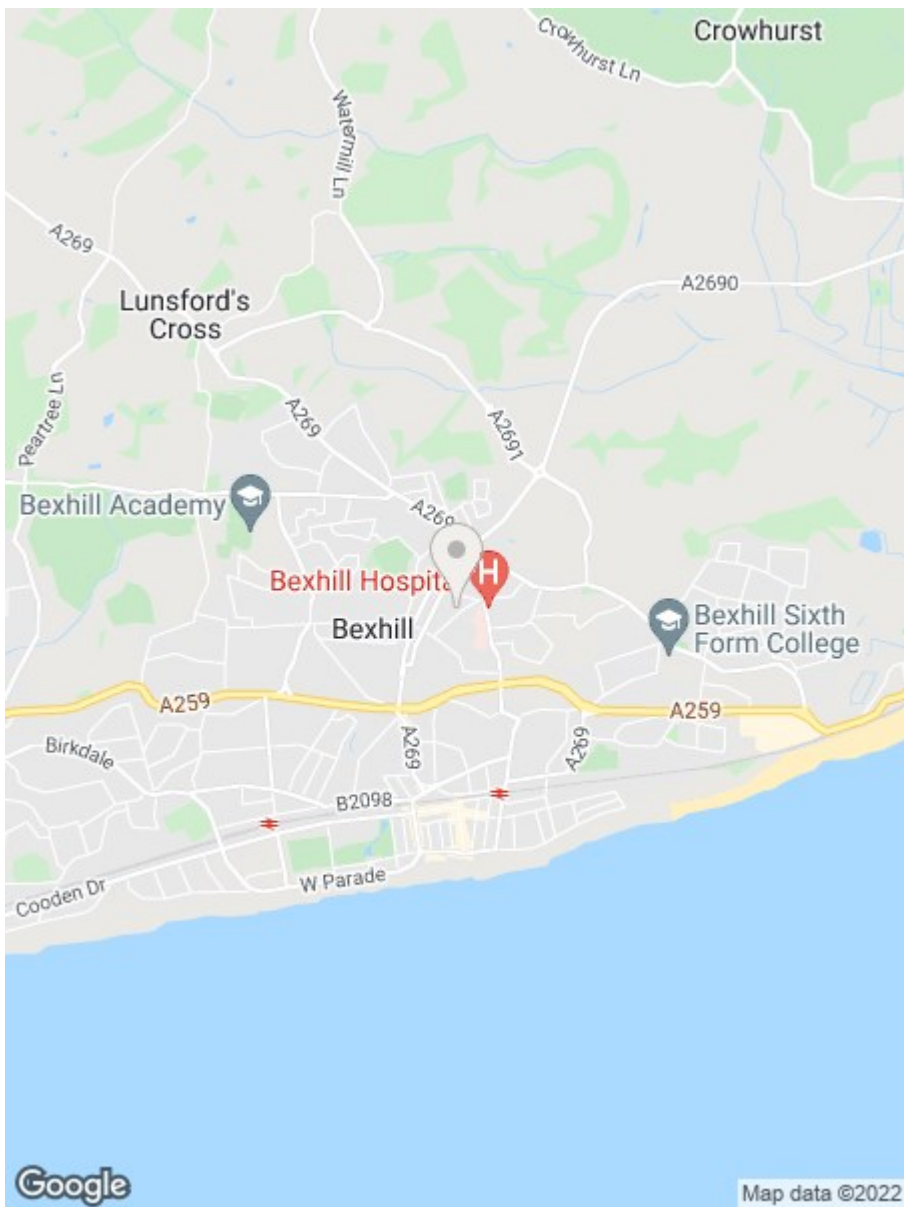 Crowhurst
Crowhurst Ln
Watermill Ln
A269
A2690
Lunsford's
Cross
Peartree Ln
A269
A2691
Bexhill Academy
A269
Bexhill Hospita
H
Bexhill
Bexhill Sixth
Form College
A259
A259
Birkdale
A269
A269
B2098
W Parade
Cooden Dr
Google
Map data ©2022